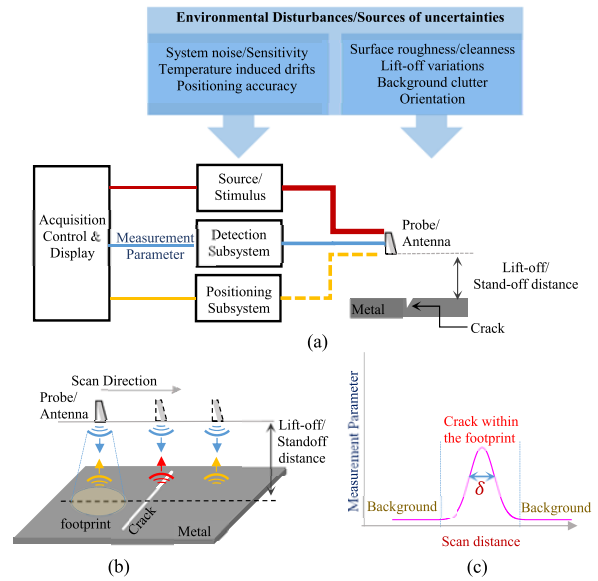 Environmental Disturbances/Sources of uncertainties
System noise/Sensitivity
Temperature induced drifts
Positioning accuracy
Surface roughness/cleanness
Lift-off variations
Background clutter
Orientation
Acquisition
Control &
Display
Measurement
Parameter
Source/
Stimulus
Detection
Subsystem
Positioning
Subsystem
Probe/
Antenna
Lift-off/
Stand-off distance
Metal
Crack
(a)
Scan Direction
Probe/
Antenna
Lift-off/
Standoff
distance
footprint
Crack
Metal
(b)
Measurement Parameter
Crack within
the footprint
δ
Background
Background
Scan distance
(c)